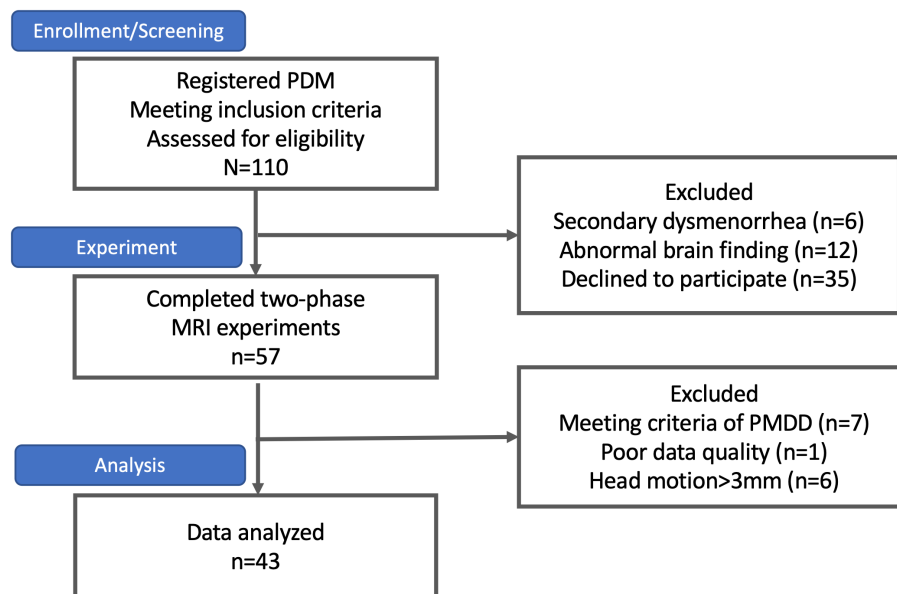 Enrollment/Screening
Registered PDM
Meeting inclusion criteria
Assessed for eligibility
N=110
Excluded
Secondary dysmenorrhea (n=6)
Abnormal brain finding (n=12)
Declined to participate (n=35)
Experiment
Completed two-phase
MRI experiments
n=57
Excluded
Meeting criteria of PMDD (n=7)
Poor data quality (n=1)
Head motion>3mm (n=6)
Analysis
Data analyzed
n=43